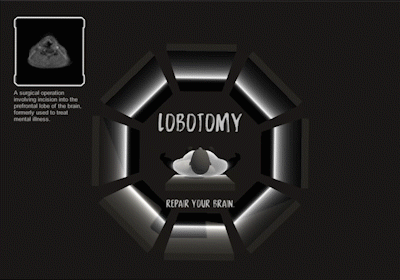 A surgical operation
involving incision into the
prefrontal lobe of the brain,
formerly used to treat
mental illness.
LOBOTOMY
REPAIR YOUR BRAIN.